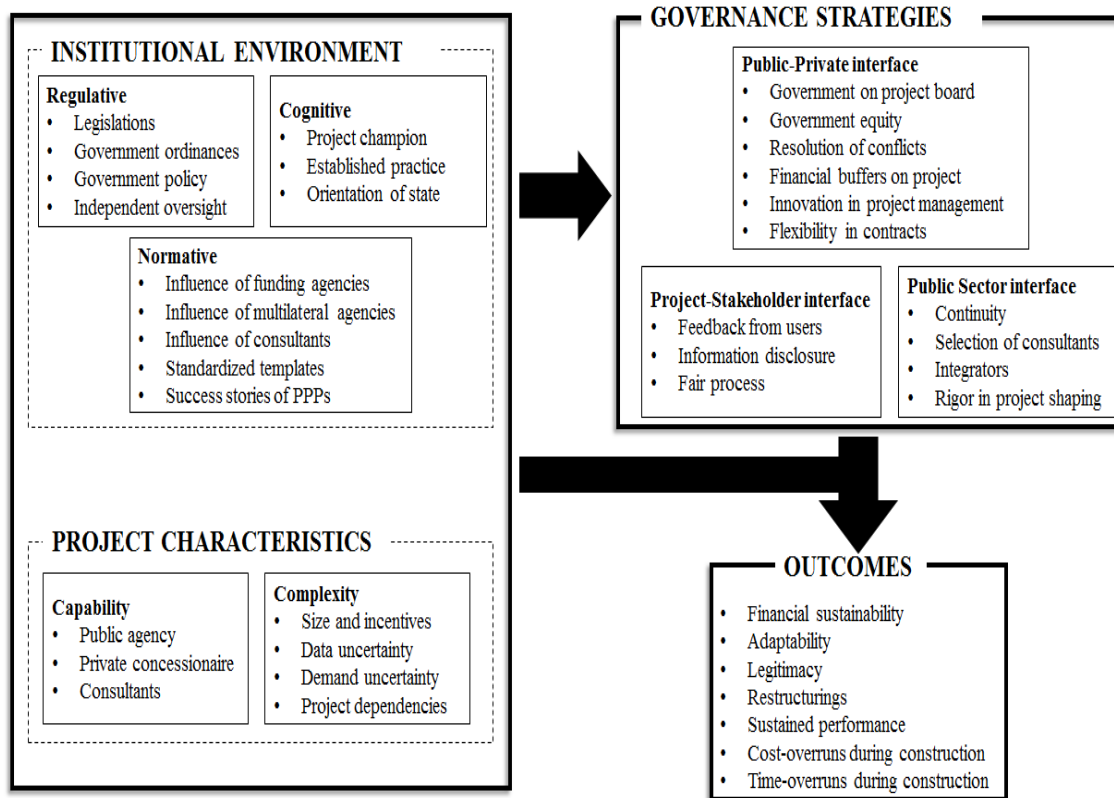 INSTITUTIONAL ENVIRONMENT
Regulative
• Legislations
• Government ordinances
• Government policy
• Independent oversight
Cognitive
• Project champion
• Established practice
• Orientation of state
Normative
• Influence of funding agencies
• Influence of multilateral agencies
• Influence of consultants
• Standardized templates
• Success stories of PPPs
PROJECT CHARACTERISTICS
Capability
• Public agency
• Private concessionaire
• Consultants
Complexity
• Size and incentives
• Data uncertainty
• Demand uncertainty
• Project dependencies
GOVERNANCE STRATEGIES
Public-Private interface
• Government on project board
• Government equity
• Resolution of conflicts
• Financial buffers on project
• Innovation in project management
• Flexibility in contracts
Project-Stakeholder interface
• Feedback from users
• Information disclosure
• Fair process
Public Sector interface
• Continuity
• Selection of consultants
• Integrators
• Rigor in project shaping
OUTCOMES
• Financial sustainability
• Adaptability
• Legitimacy
• Restructurings
• Sustained performance
• Cost-overruns during construction
• Time-overruns during construction